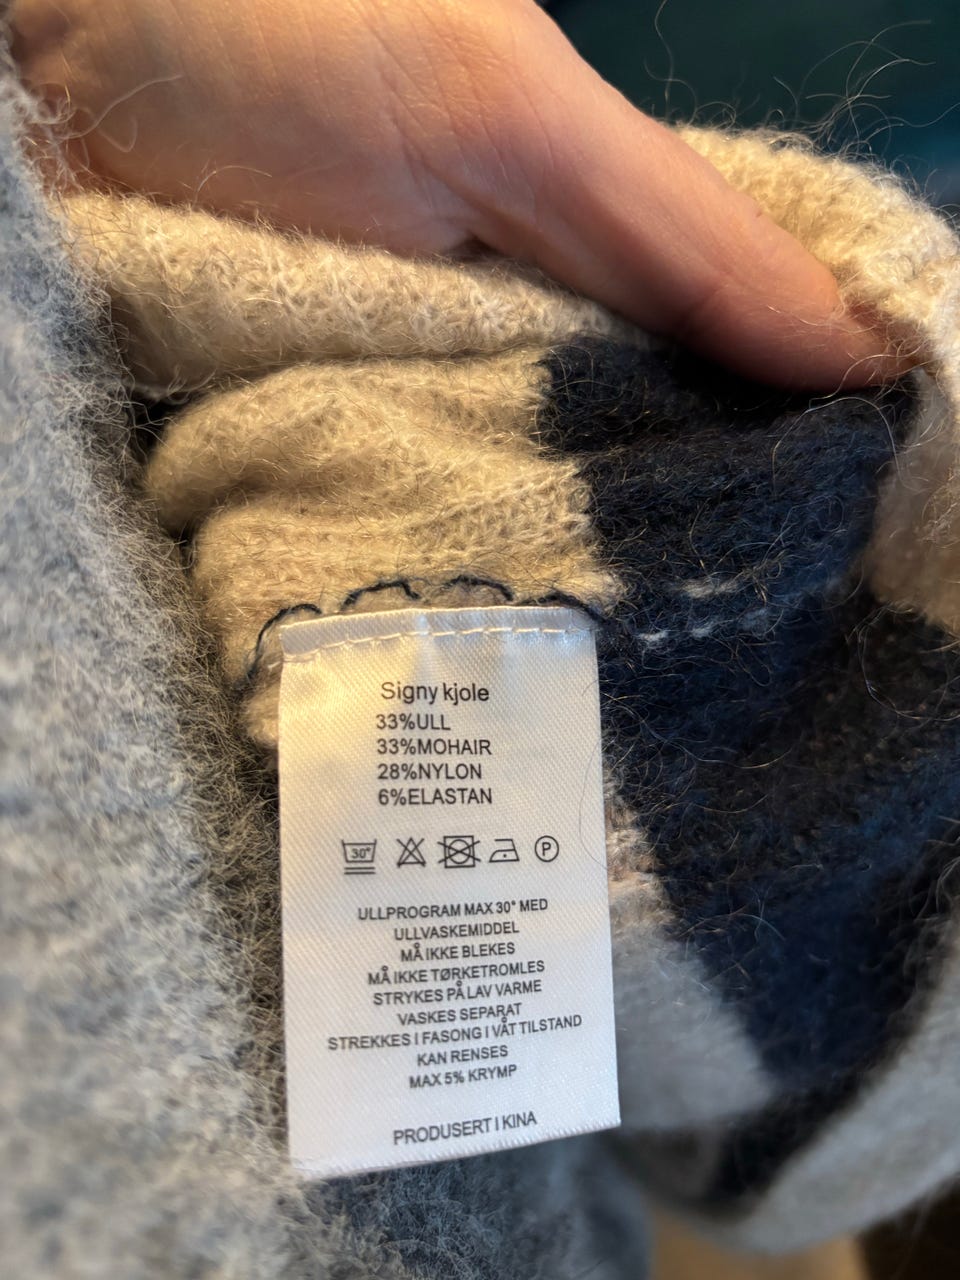 Signy kjole
33%ULL
33%MOHAIR
28%NYLON
6%ELASTAN
30° P
ULLPROGRAM MAX 30° MED
ULLVASKEMIDDEL
MÅ IKKE BLEKES
MÅ IKKE TØRKETROMLES
STRYKES PÅ LAV VARME
VASKES SEPARAT
STREKKES I FASONG I VÅT TILSTAND
KAN RENSES
MAX 5% KRYMP
PRODUSERT I KINA